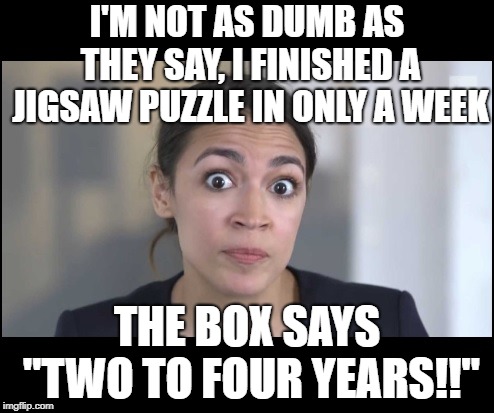 I'M NOT AS DUMB AS
THEY SAY, I FINISHED A
JIGSAW PUZZLE IN ONLY A WEEK
THE BOX SAYS
"TWO TO FOUR YEARS!!"
imgflip.com